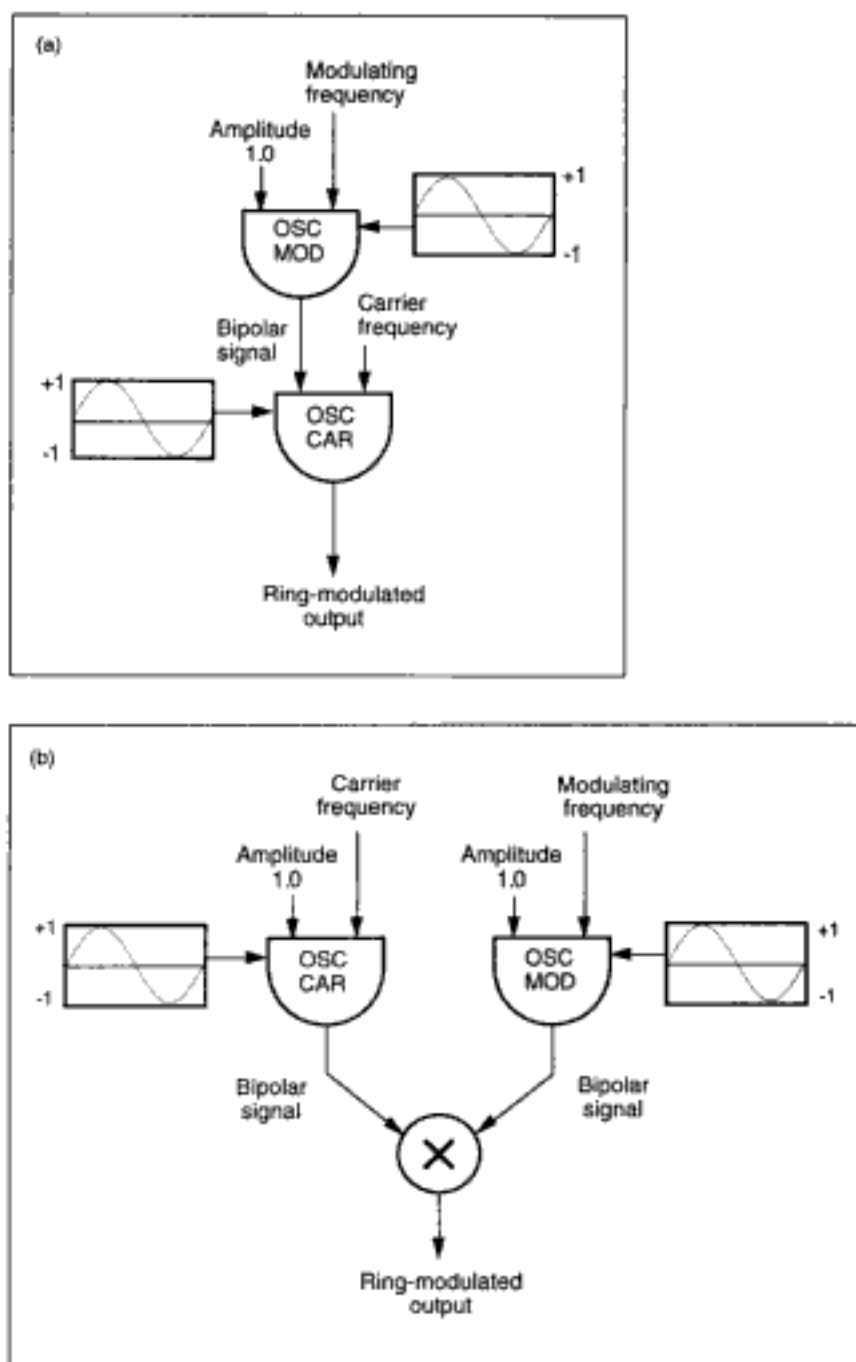 (a)
Modulating
frequency
Amplitude
1.0
+1
-1
OSC
MOD
Bipolar
signal
Carrier
frequency
+1
-1
OSC
CAR
Ring-modulated
output
(b)
Carrier
frequency
Modulating
frequency
Amplitude
1.0
Amplitude
1.0
+1
-1
OSC
CAR
OSC
MOD
+1
-1
Bipolar
signal
Bipolar
signal
×
Ring-modulated
output